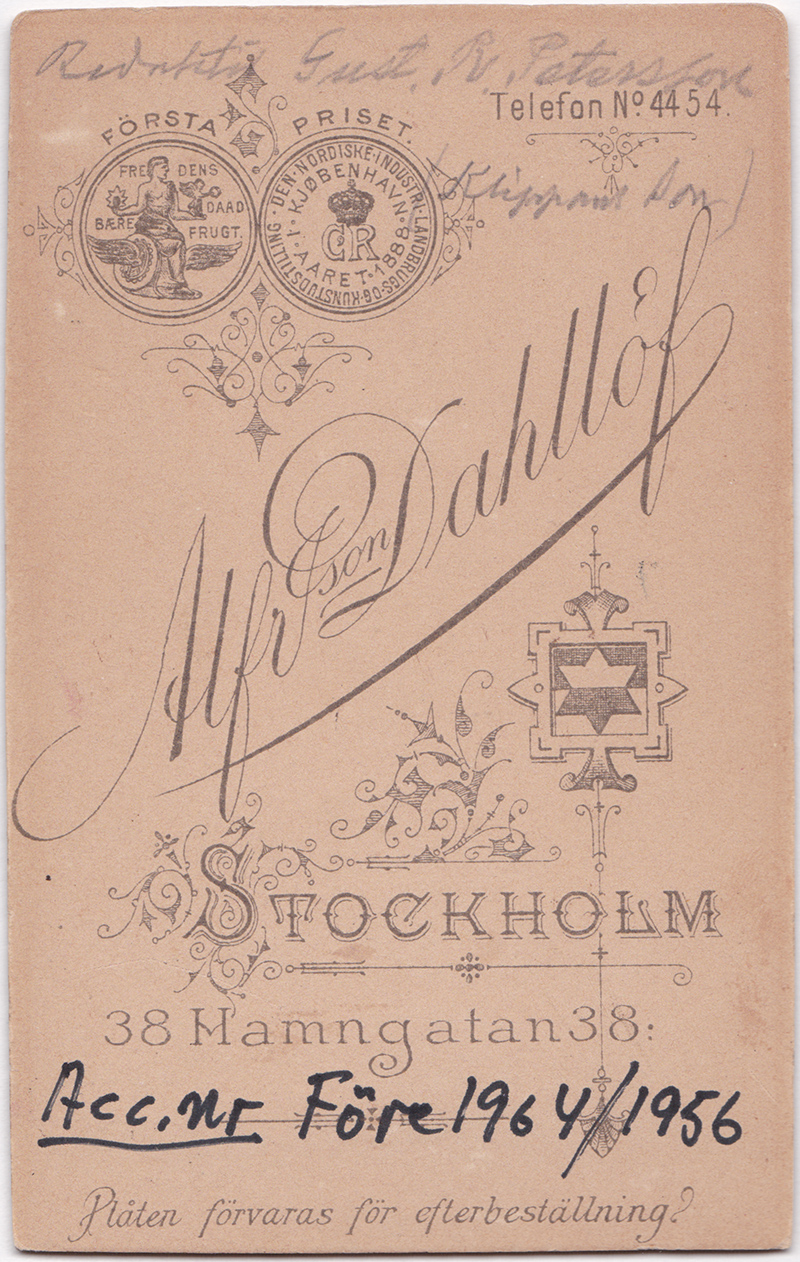 Redaktör Gust. R. Petersson
Telefon No. 4454.
FÖRSTA PRISET.
FREDENS
DAAD
BÆRER
FRUGT.
DEN·NORDISKE·INDUSTRI·LANDBRUGS·OG·KUNSTUDSTILLING
I·KJØBENHAVN·
AARET·1888
CR
(Klippans Son)
Alfr Eson Dahllöf
STOCKHOLM
38 Hamngatan 38:
Acc.nr Före 1964/1956
Plåten förvaras för efterbeställning?